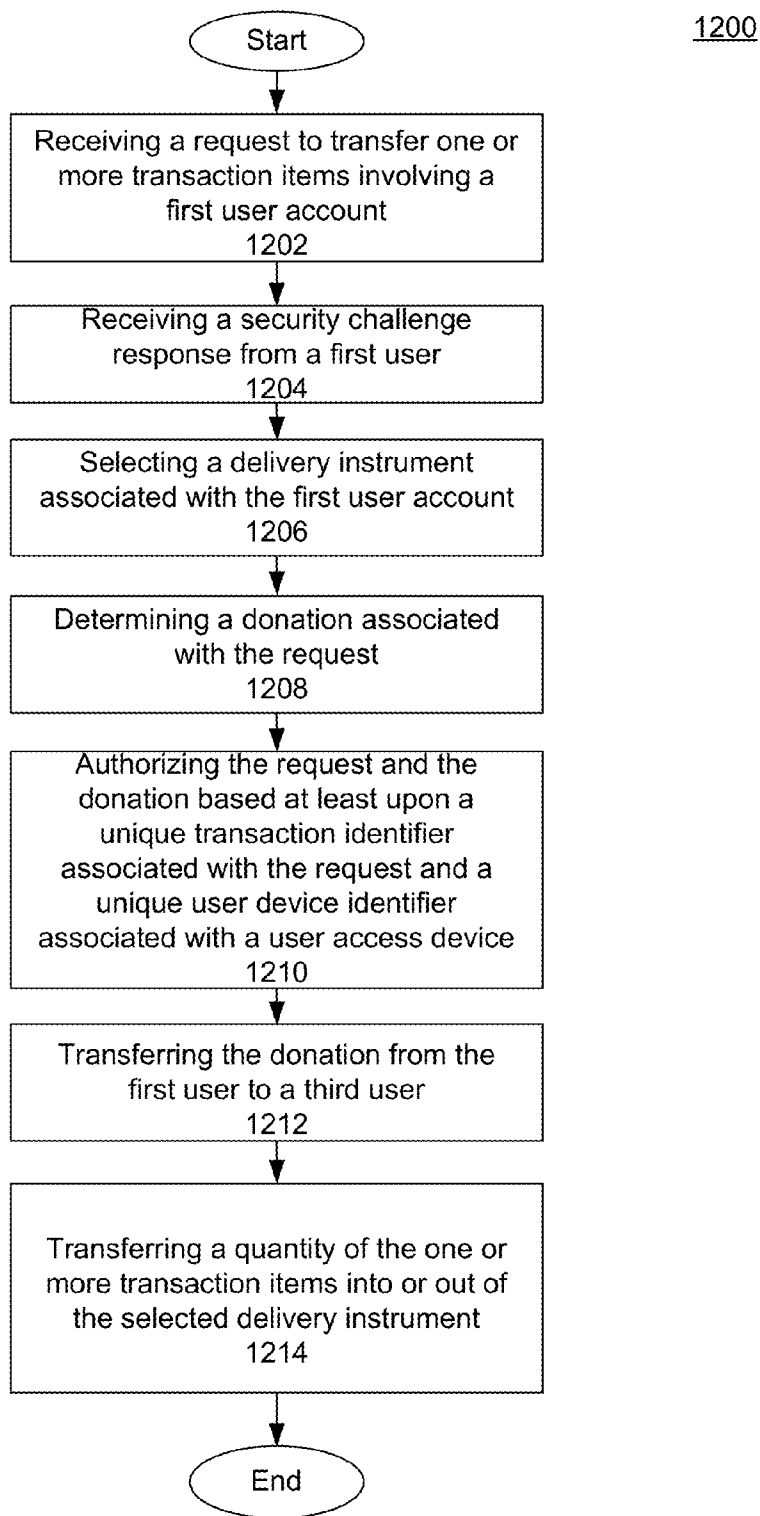 1200
Start
Receiving a request to transfer one or
more transaction items involving a
first user account
1202
Receiving a security challenge
response from a first user
1204
Selecting a delivery instrument
associated with the first user account
1206
Determining a donation associated
with the request
1208
Authorizing the request and the
donation based at least upon a
unique transaction identifier
associated with the request and a
unique user device identifier
associated with a user access device
1210
Transferring the donation from the
first user to a third user
1212
Transferring a quantity of the one or
more transaction items into or out of
the selected delivery instrument
1214
End